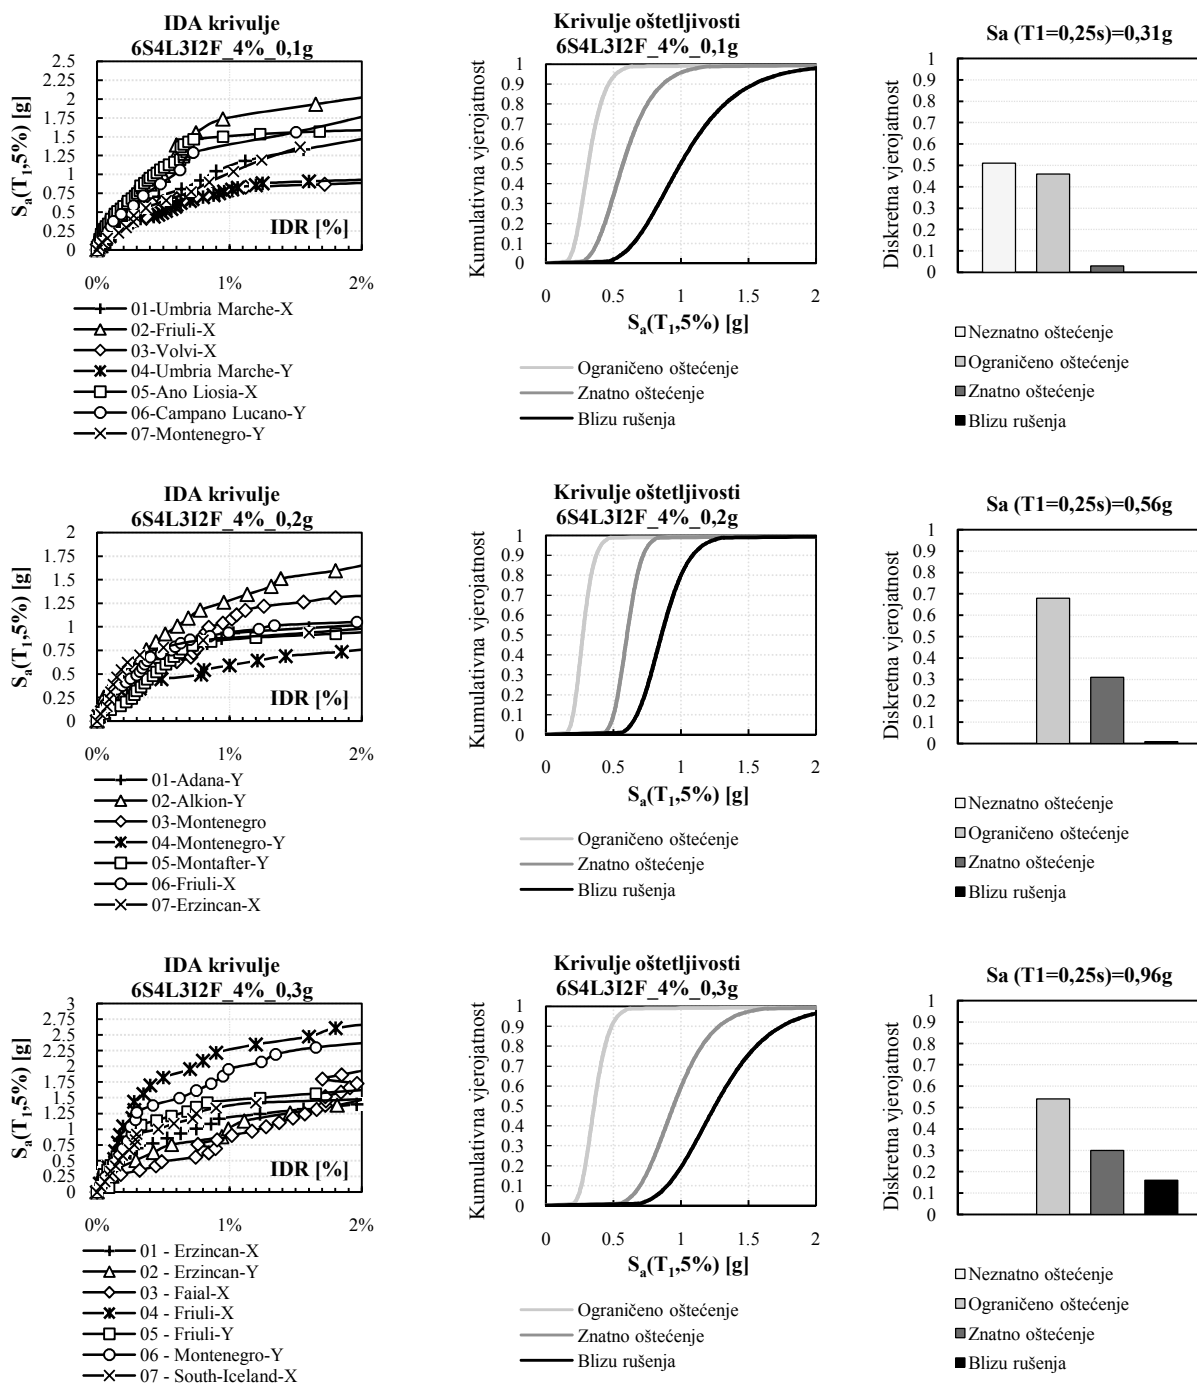 IDA krivulje
6S4L3I2F_4%_0,1g
2.5
2.25
2
1.75
1.5
1.25
1
0.75
0.5
0.25
0
Sa(T1,5%) [g]
IDR [%]
0% 1% 2%
01-Umbria Marche-X
02-Friuli-X
03-Volvi-X
04-Umbria Marche-Y
05-Ano Liosia-X
06-Campano Lucano-Y
07-Montenegro-Y
Krivulje oštetljivosti
6S4L3I2F_4%_0,1g
1
0.9
0.8
0.7
0.6
0.5
0.4
0.3
0.2
0.1
0
Kumulativna vjerojatnost
0 0.5 1 1.5 2
Sa(T1,5%) [g]
Ograničeno oštećenje
Znatno oštećenje
Blizu rušenja
Sa (T1=0,25s)=0,31g
1
0.9
0.8
0.7
0.6
0.5
0.4
0.3
0.2
0.1
0
Diskretna vjerojatnost
Neznatno oštećenje
Ograničeno oštećenje
Znatno oštećenje
Blizu rušenja
IDA krivulje
6S4L3I2F_4%_0,2g
2
1.75
1.5
1.25
1
0.75
0.5
0.25
0
Sa(T1,5%) [g]
IDR [%]
0% 1% 2%
01-Adana-Y
02-Alkion-Y
03-Montenegro
04-Montenegro-Y
05-Montafter-Y
06-Friuli-X
07-Erzincan-X
Krivulje oštetljivosti
6S4L3I2F_4%_0,2g
1
0.9
0.8
0.7
0.6
0.5
0.4
0.3
0.2
0.1
0
Kumulativna vjerojatnost
0 0.5 1 1.5 2
Sa(T1,5%) [g]
Ograničeno oštećenje
Znatno oštećenje
Blizu rušenja
Sa (T1=0,25s)=0,56g
1
0.9
0.8
0.7
0.6
0.5
0.4
0.3
0.2
0.1
0
Diskretna vjerojatnost
Neznatno oštećenje
Ograničeno oštećenje
Znatno oštećenje
Blizu rušenja
IDA krivulje
6S4L3I2F_4%_0,3g
3
2.75
2.5
2.25
2
1.75
1.5
1.25
1
0.75
0.5
0.25
0
Sa(T1,5%) [g]
IDR [%]
0% 1% 2%
01 - Erzincan-X
02 - Erzincan-Y
03 - Faial-X
04 - Friuli-X
05 - Friuli-Y
06 - Montenegro-Y
07 - South-Iceland-X
Krivulje oštetljivosti
6S4L3I2F_4%_0,3g
1
0.9
0.8
0.7
0.6
0.5
0.4
0.3
0.2
0.1
0
Kumulativna vjerojatnost
0 0.5 1 1.5 2
Sa(T1,5%) [g]
Ograničeno oštećenje
Znatno oštećenje
Blizu rušenja
Sa (T1=0,25s)=0,96g
1
0.9
0.8
0.7
0.6
0.5
0.4
0.3
0.2
0.1
0
Diskretna vjerojatnost
Neznatno oštećenje
Ograničeno oštećenje
Znatno oštećenje
Blizu rušenja